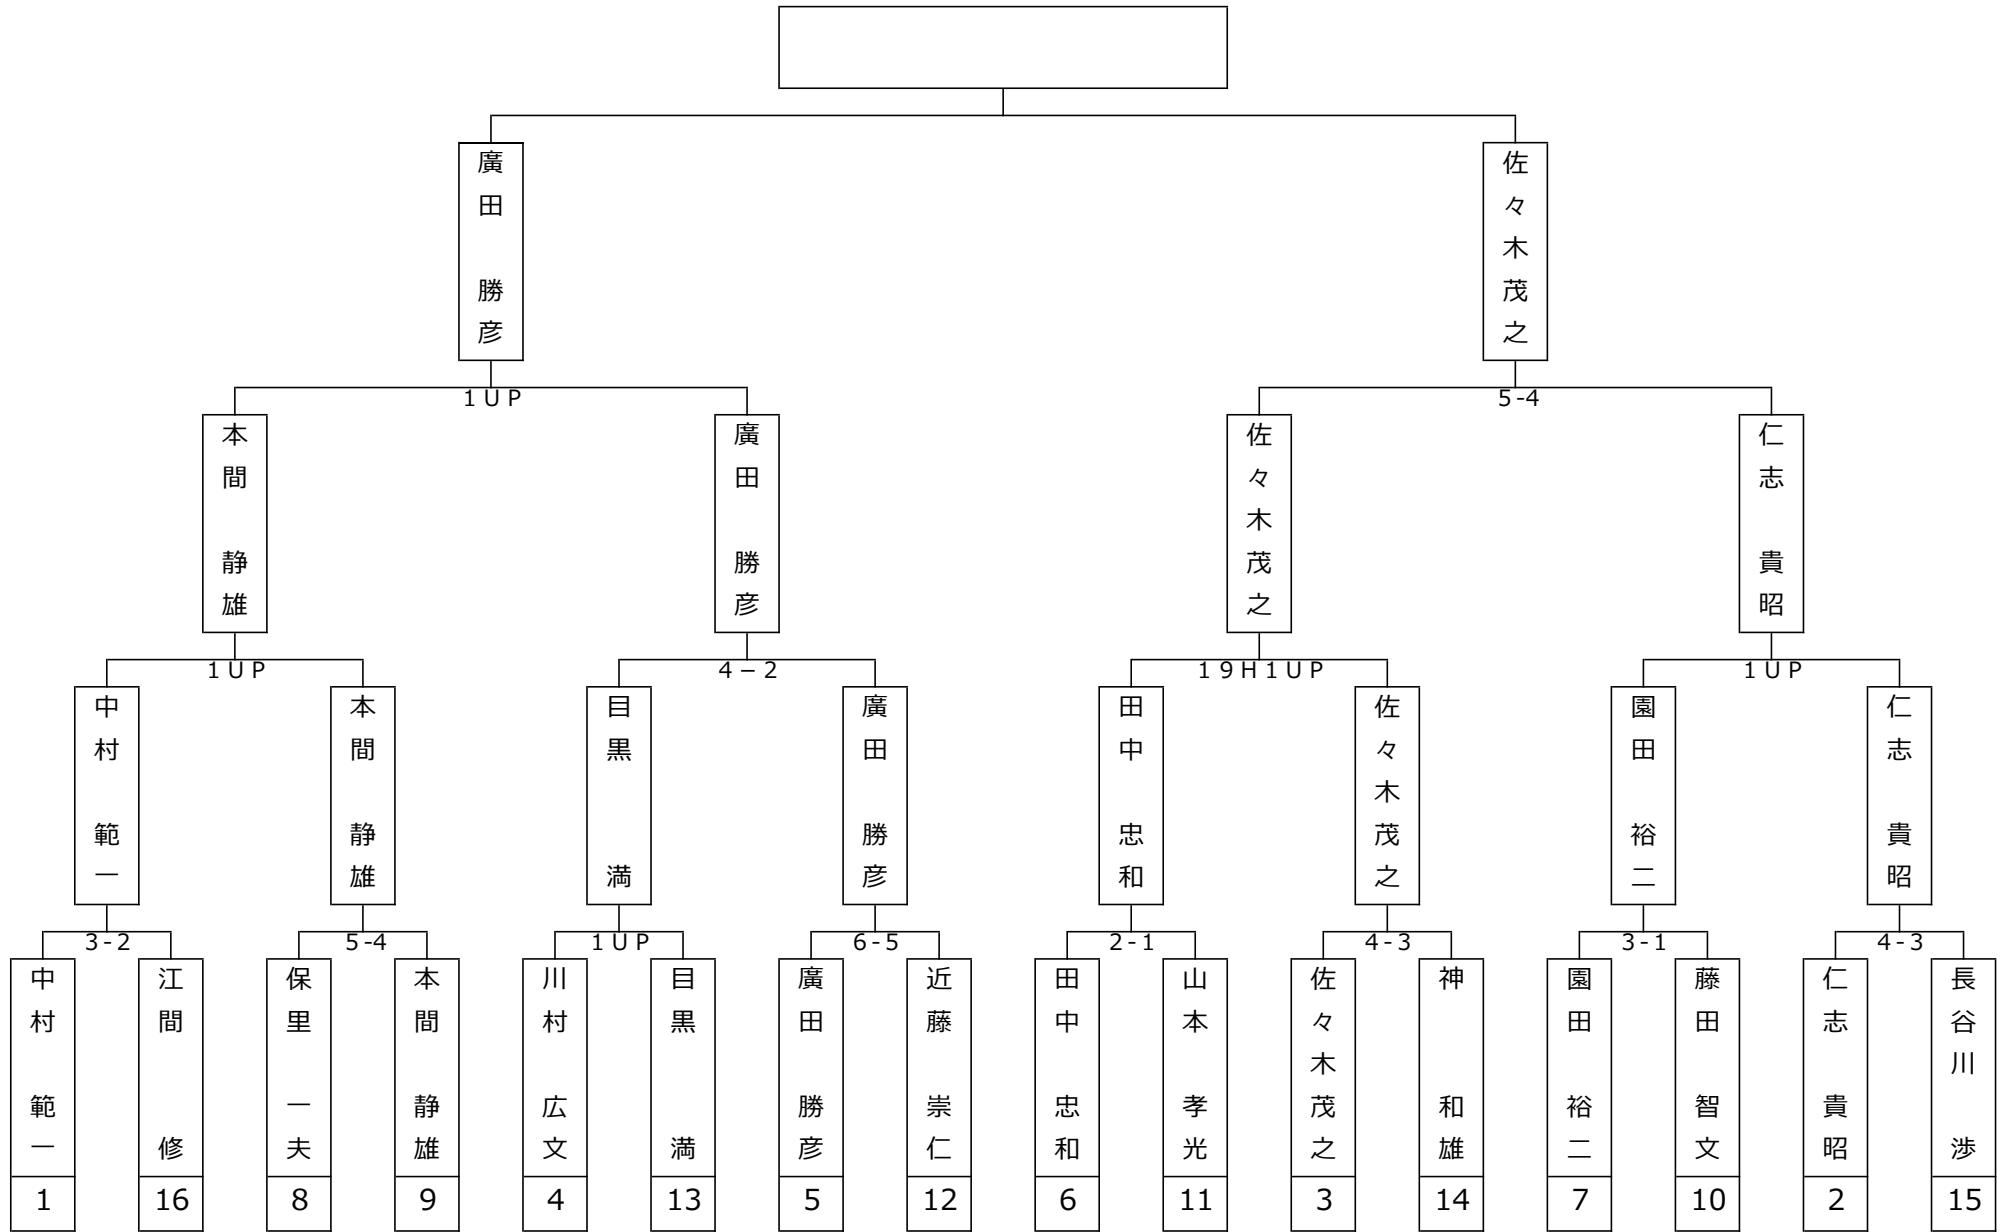 廣田 勝彦
佐々木茂之
1UP
5-4
本間 静雄
廣田 勝彦
佐々木茂之
仁志 貴昭
1UP
4－2
19H1UP
1UP
中村 範一
本間 静雄
目黒 満
廣田 勝彦
田中 忠和
佐々木茂之
園田 裕二
仁志 貴昭
3-2
5-4
1UP
6-5
2-1
4-3
3-1
4-3
中村 範一
江間 修
保里 一夫
本間 静雄
川村 広文
目黒 満
廣田 勝彦
近藤 崇仁
田中 忠和
山本 孝光
佐々木茂之
神 和雄
園田 裕二
藤田 智文
仁志 貴昭
長谷川 渉
1
16
8
9
4
13
5
12
6
11
3
14
7
10
2
15